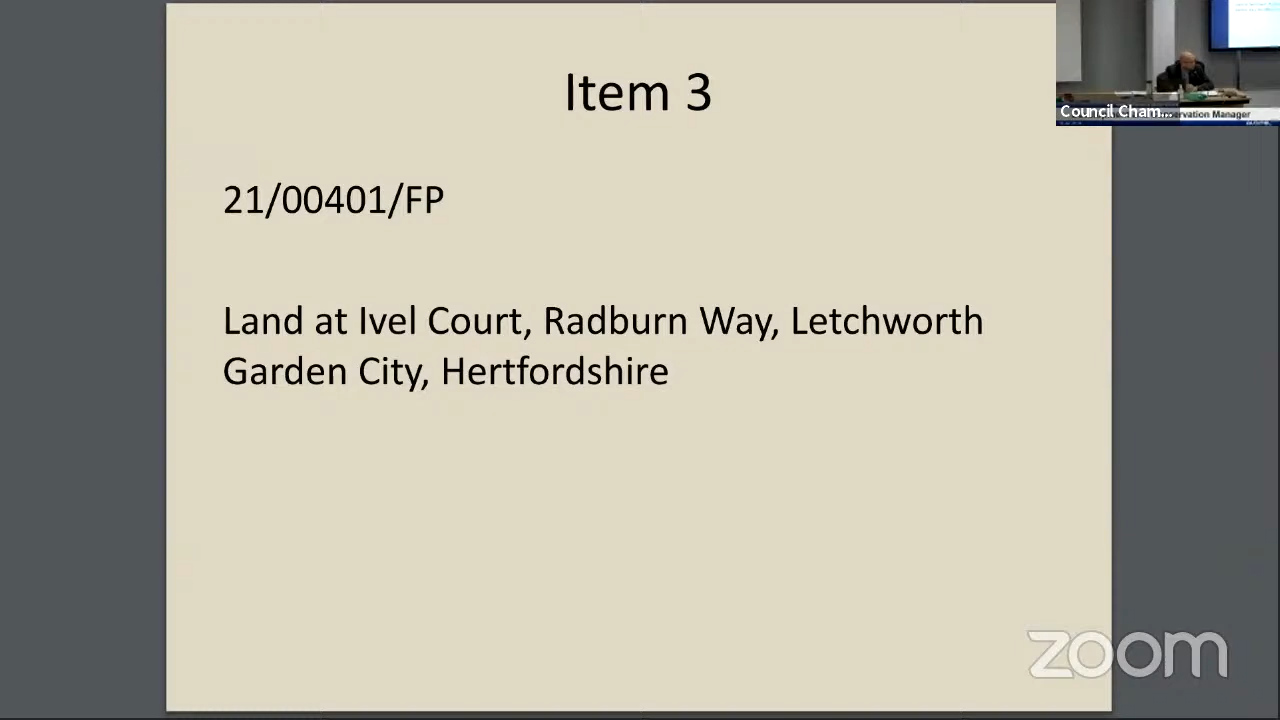 Item 3
Council Cham...
rvation Manager
21/00401/FP
Land at Ivel Court, Radburn Way, Letchworth
Garden City, Hertfordshire
zoom